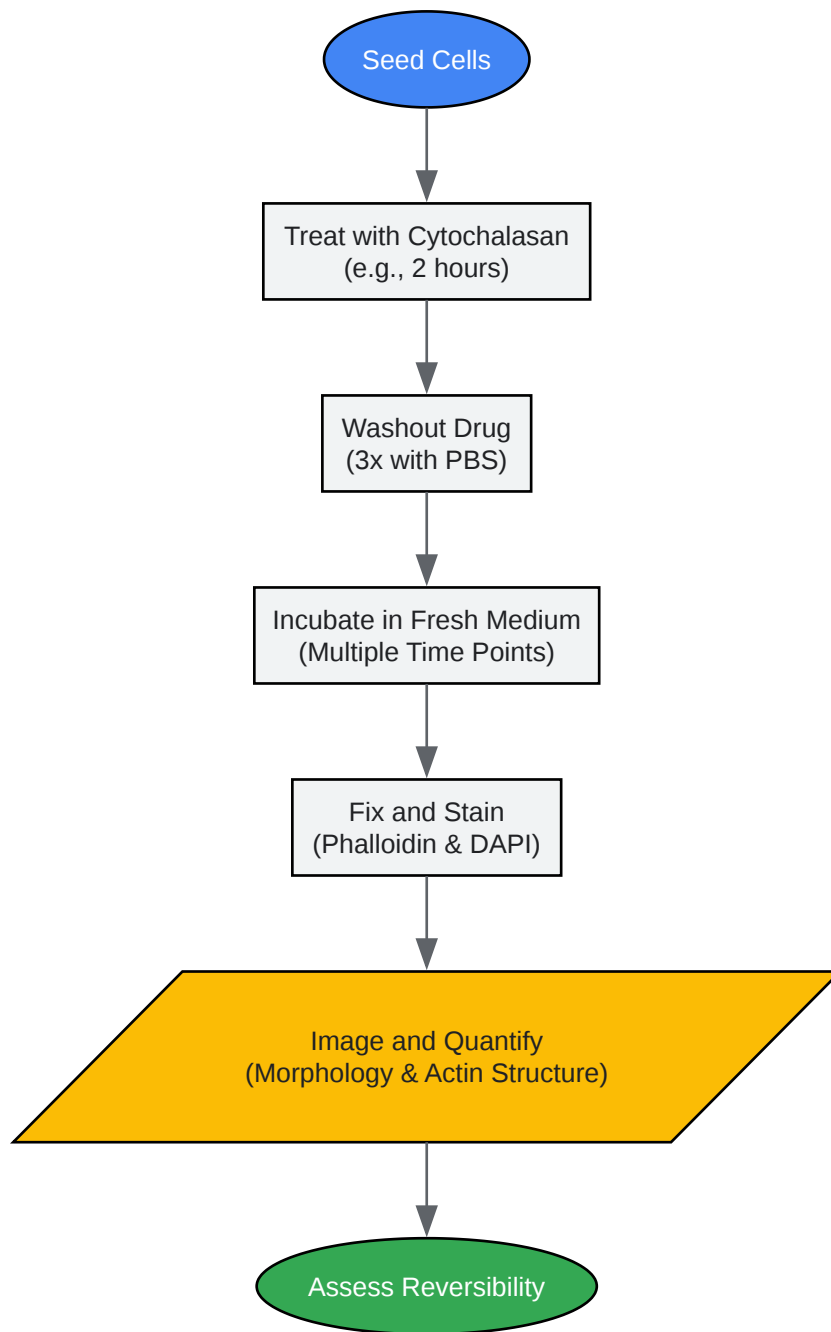 Seed Cells
Treat with Cytochalasan
(e.g., 2 hours)
Washout Drug
(3x with PBS)
Incubate in Fresh Medium
(Multiple Time Points)
Fix and Stain
(Phalloidin & DAPI)
Image and Quantify
(Morphology & Actin Structure)
Assess Reversibility